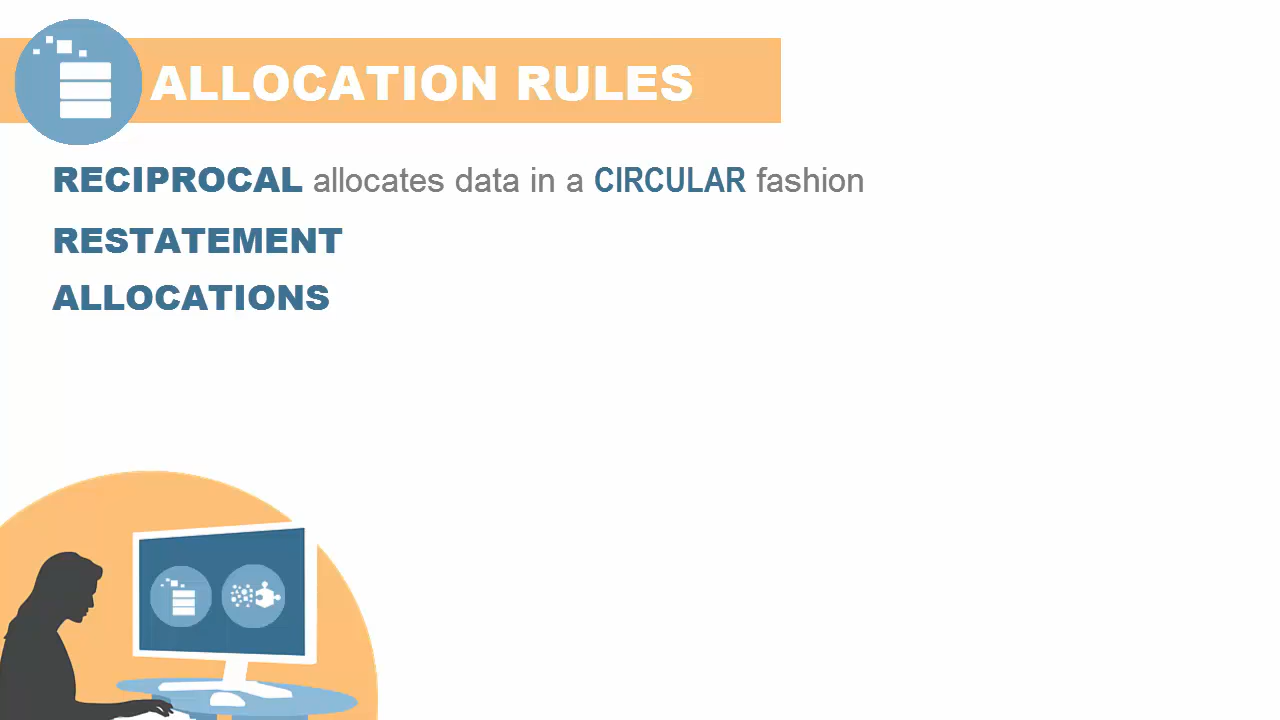 ALLOCATION RULES
RECIPROCAL allocates data in a CIRCULAR fashion
RESTATEMENT
ALLOCATIONS